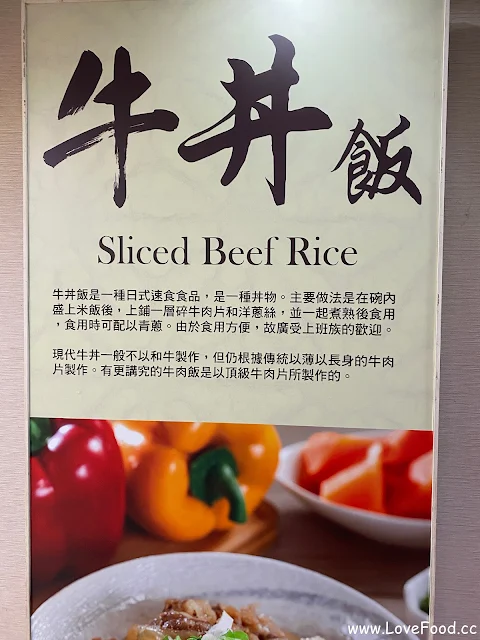 牛丼飯
Sliced Beef Rice
牛丼飯是一種日式速食食品，是一種丼物。主要做法是在碗內
盛上米飯後，上鋪一層碎牛肉片和洋蔥絲，並一起煮熟後食用
，食用時可配以青蔥。由於食用方便，故廣受上班族的歡迎。
現代牛丼一般不以和牛製作，但仍根據傳統以薄以長身的牛肉
片製作。有更講究的牛肉飯是以頂級牛肉片所製作的。
www.LoveFood.cc